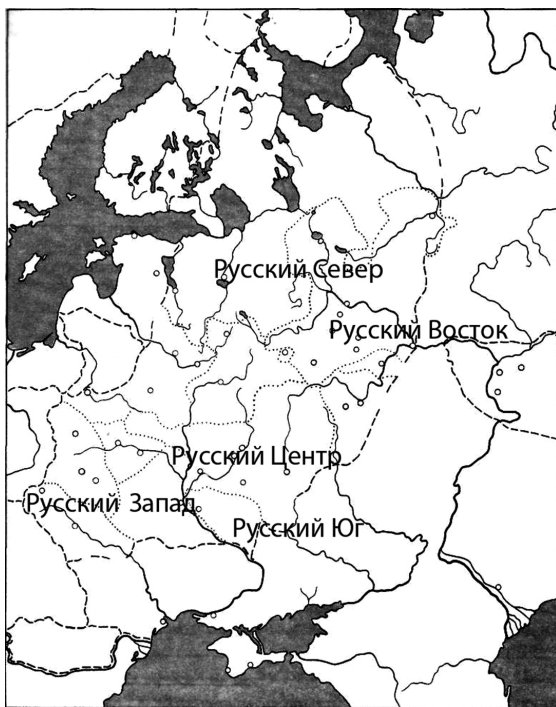 Русский Север
Русский Восток
Русский Центр
Русский Запад
Русский Юг